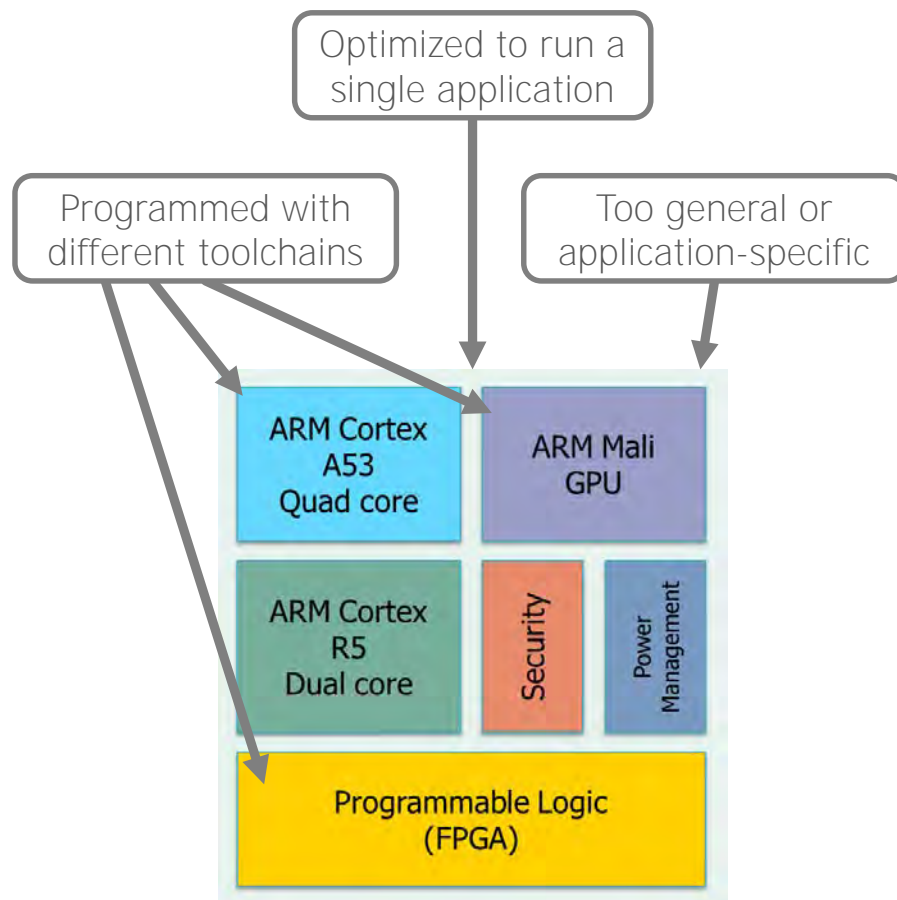 Optimized to run a
single application
Programmed with
different toolchains
Too general or
application-specific
ARM Cortex
A53
Quad core
ARM Mali
GPU
ARM Cortex
R5
Dual core
Security
Power
Management
Programmable Logic
(FPGA)